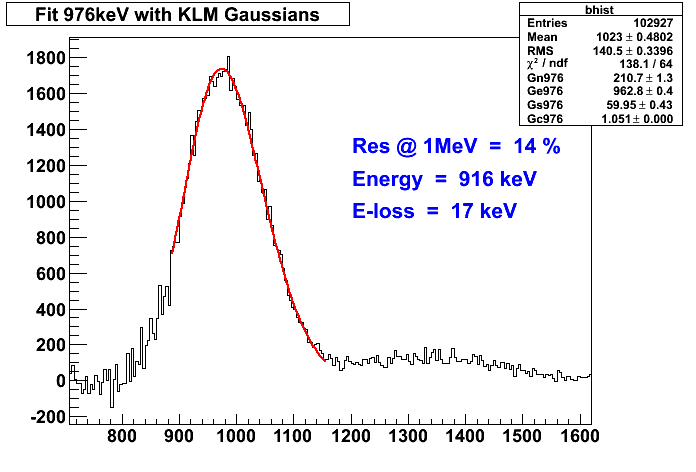 Fit 976keV with KLM Gaussians
bhist
Entries 102927
Mean 1023 ± 0.4802
RMS 140.5 ± 0.3396
χ² / ndf 138.1 / 64
Gn976 210.7 ± 1.3
Ge976 962.8 ± 0.4
Gs976 59.95 ± 0.43
Gc976 1.051 ± 0.000
Res @ 1MeV = 14 %
Energy = 916 keV
E-loss = 17 keV
1800
1600
1400
1200
1000
800
600
400
200
0
-200
800 900 1000 1100 1200 1300 1400 1500 1600